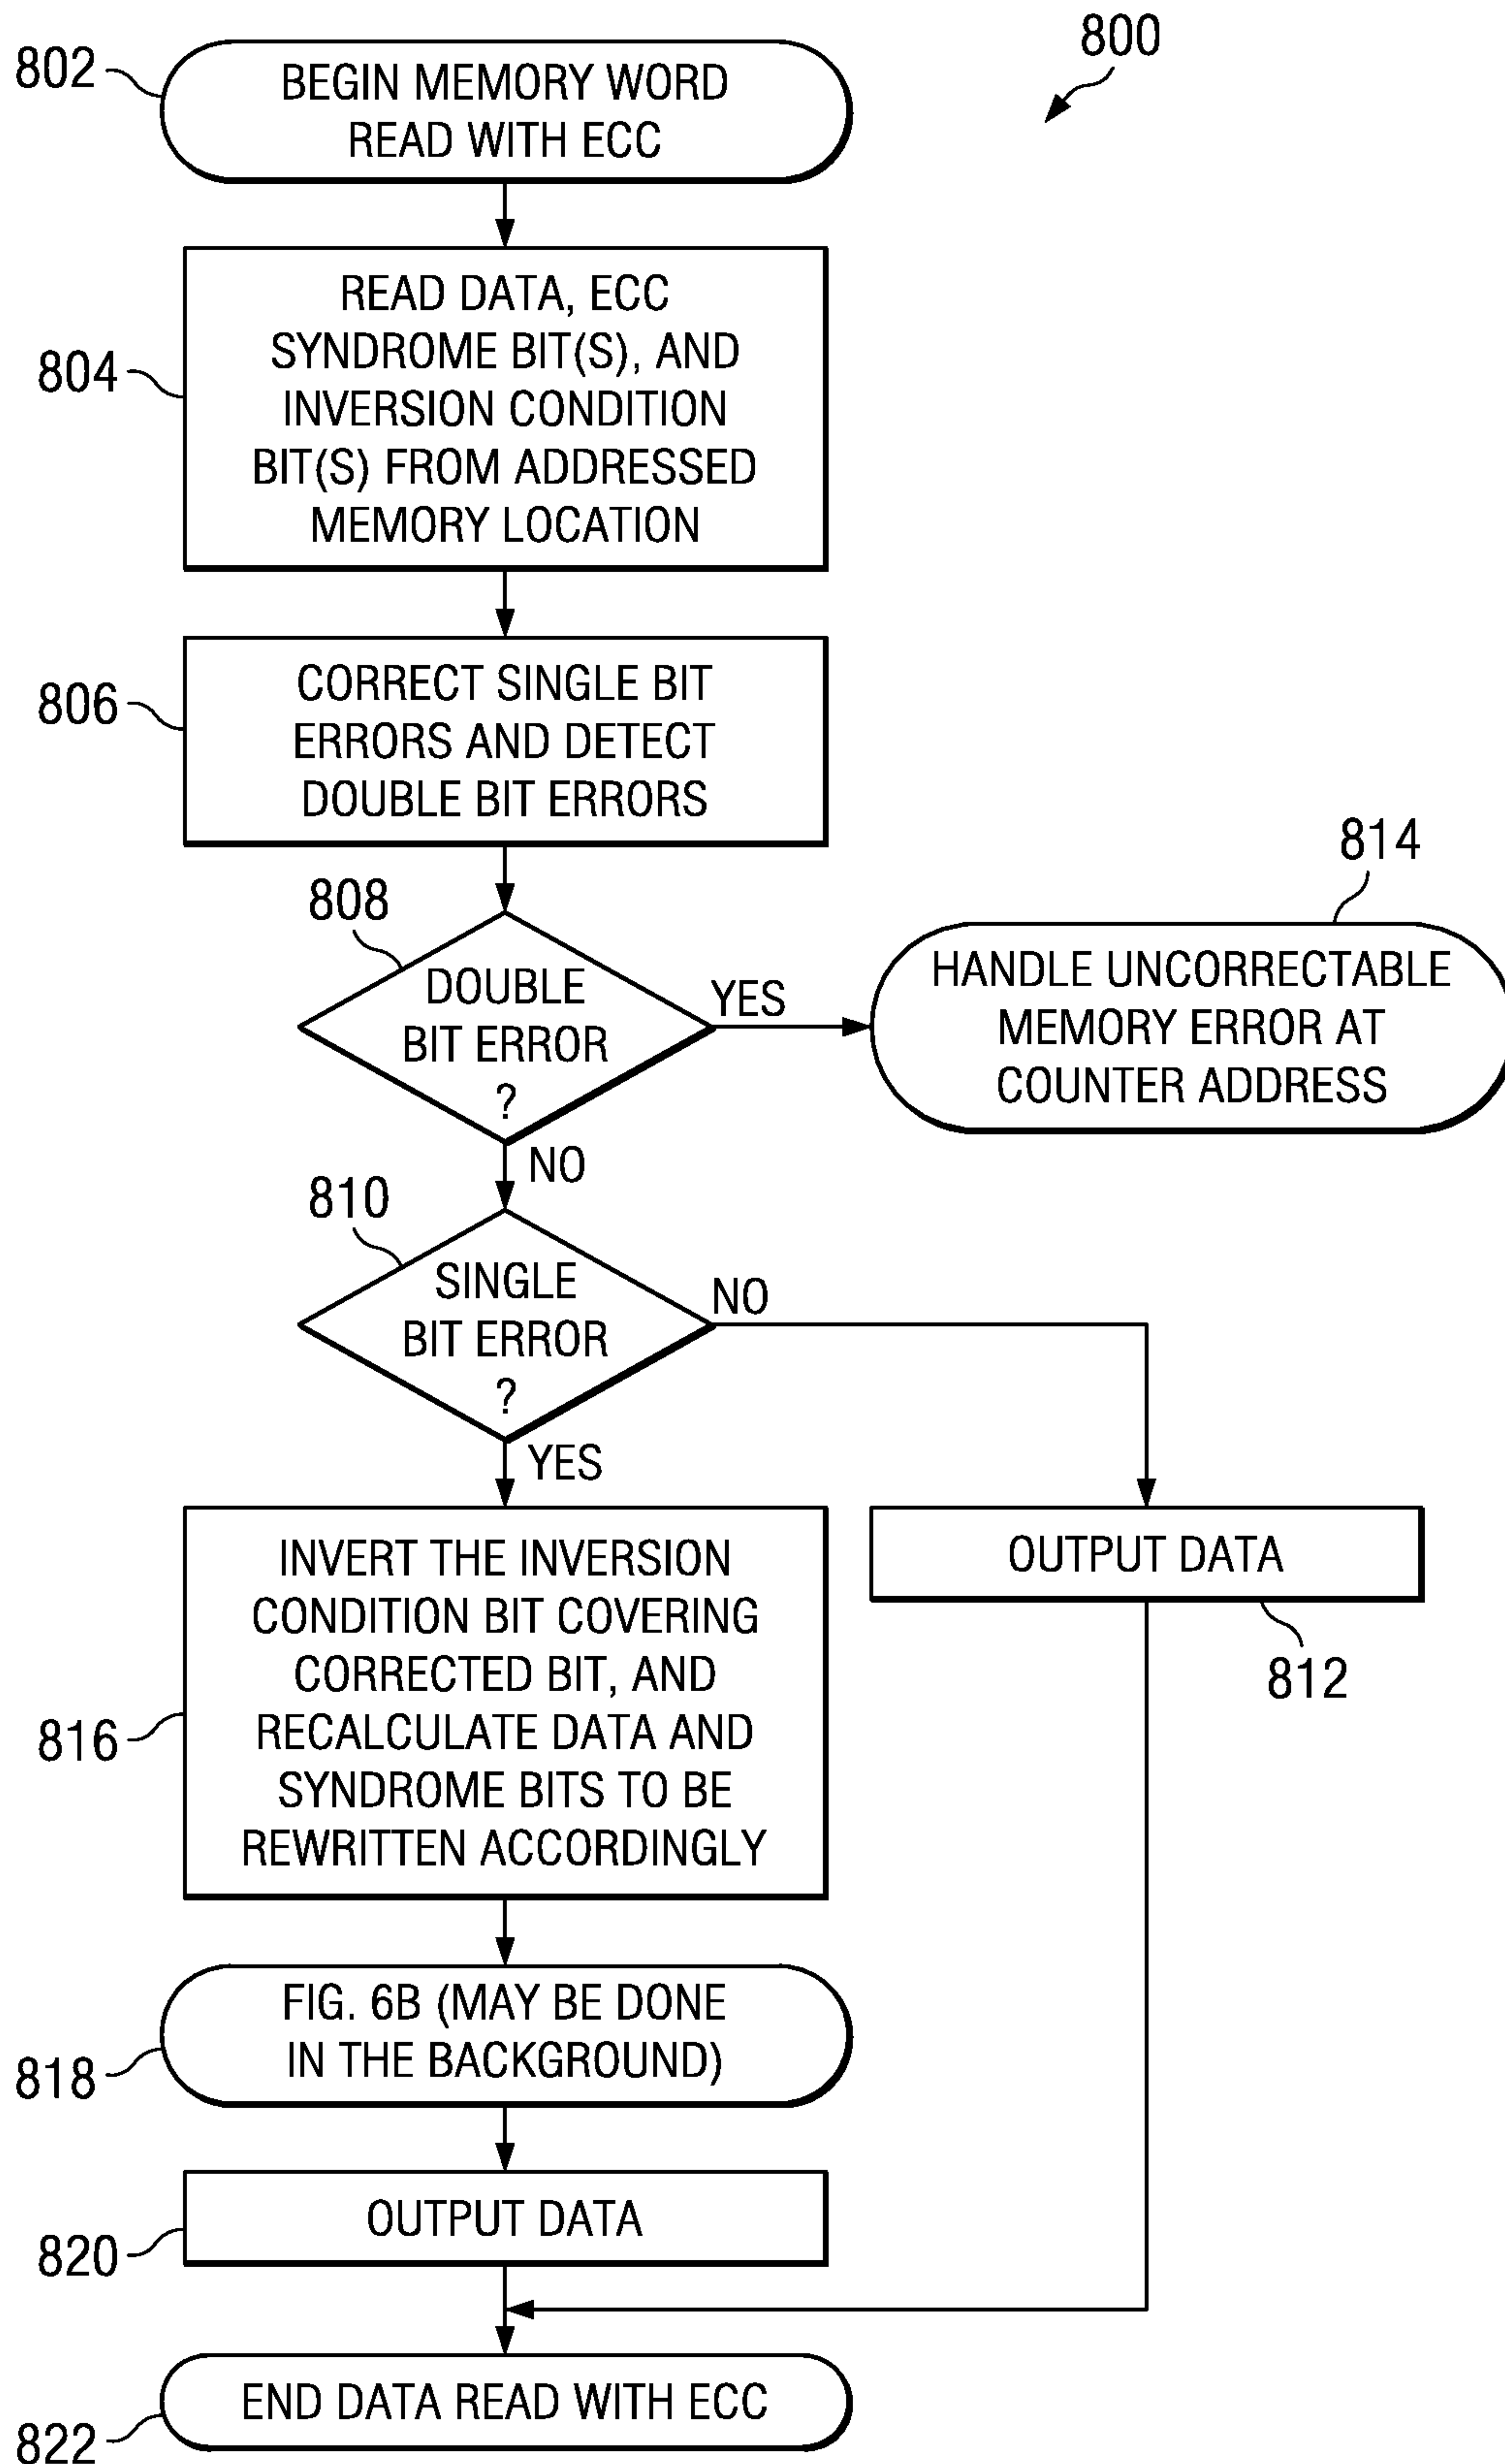 800
802
BEGIN MEMORY WORD
READ WITH ECC
804
READ DATA, ECC
SYNDROME BIT(S), AND
INVERSION CONDITION
BIT(S) FROM ADDRESSED
MEMORY LOCATION
806
CORRECT SINGLE BIT
ERRORS AND DETECT
DOUBLE BIT ERRORS
808
DOUBLE
BIT ERROR
?
YES
814
HANDLE UNCORRECTABLE
MEMORY ERROR AT
COUNTER ADDRESS
NO
810
SINGLE
BIT ERROR
?
NO
YES
OUTPUT DATA
812
816
INVERT THE INVERSION
CONDITION BIT COVERING
CORRECTED BIT, AND
RECALCULATE DATA AND
SYNDROME BITS TO BE
REWRITTEN ACCORDINGLY
818
FIG. 6B (MAY BE DONE
IN THE BACKGROUND)
820
OUTPUT DATA
822
END DATA READ WITH ECC